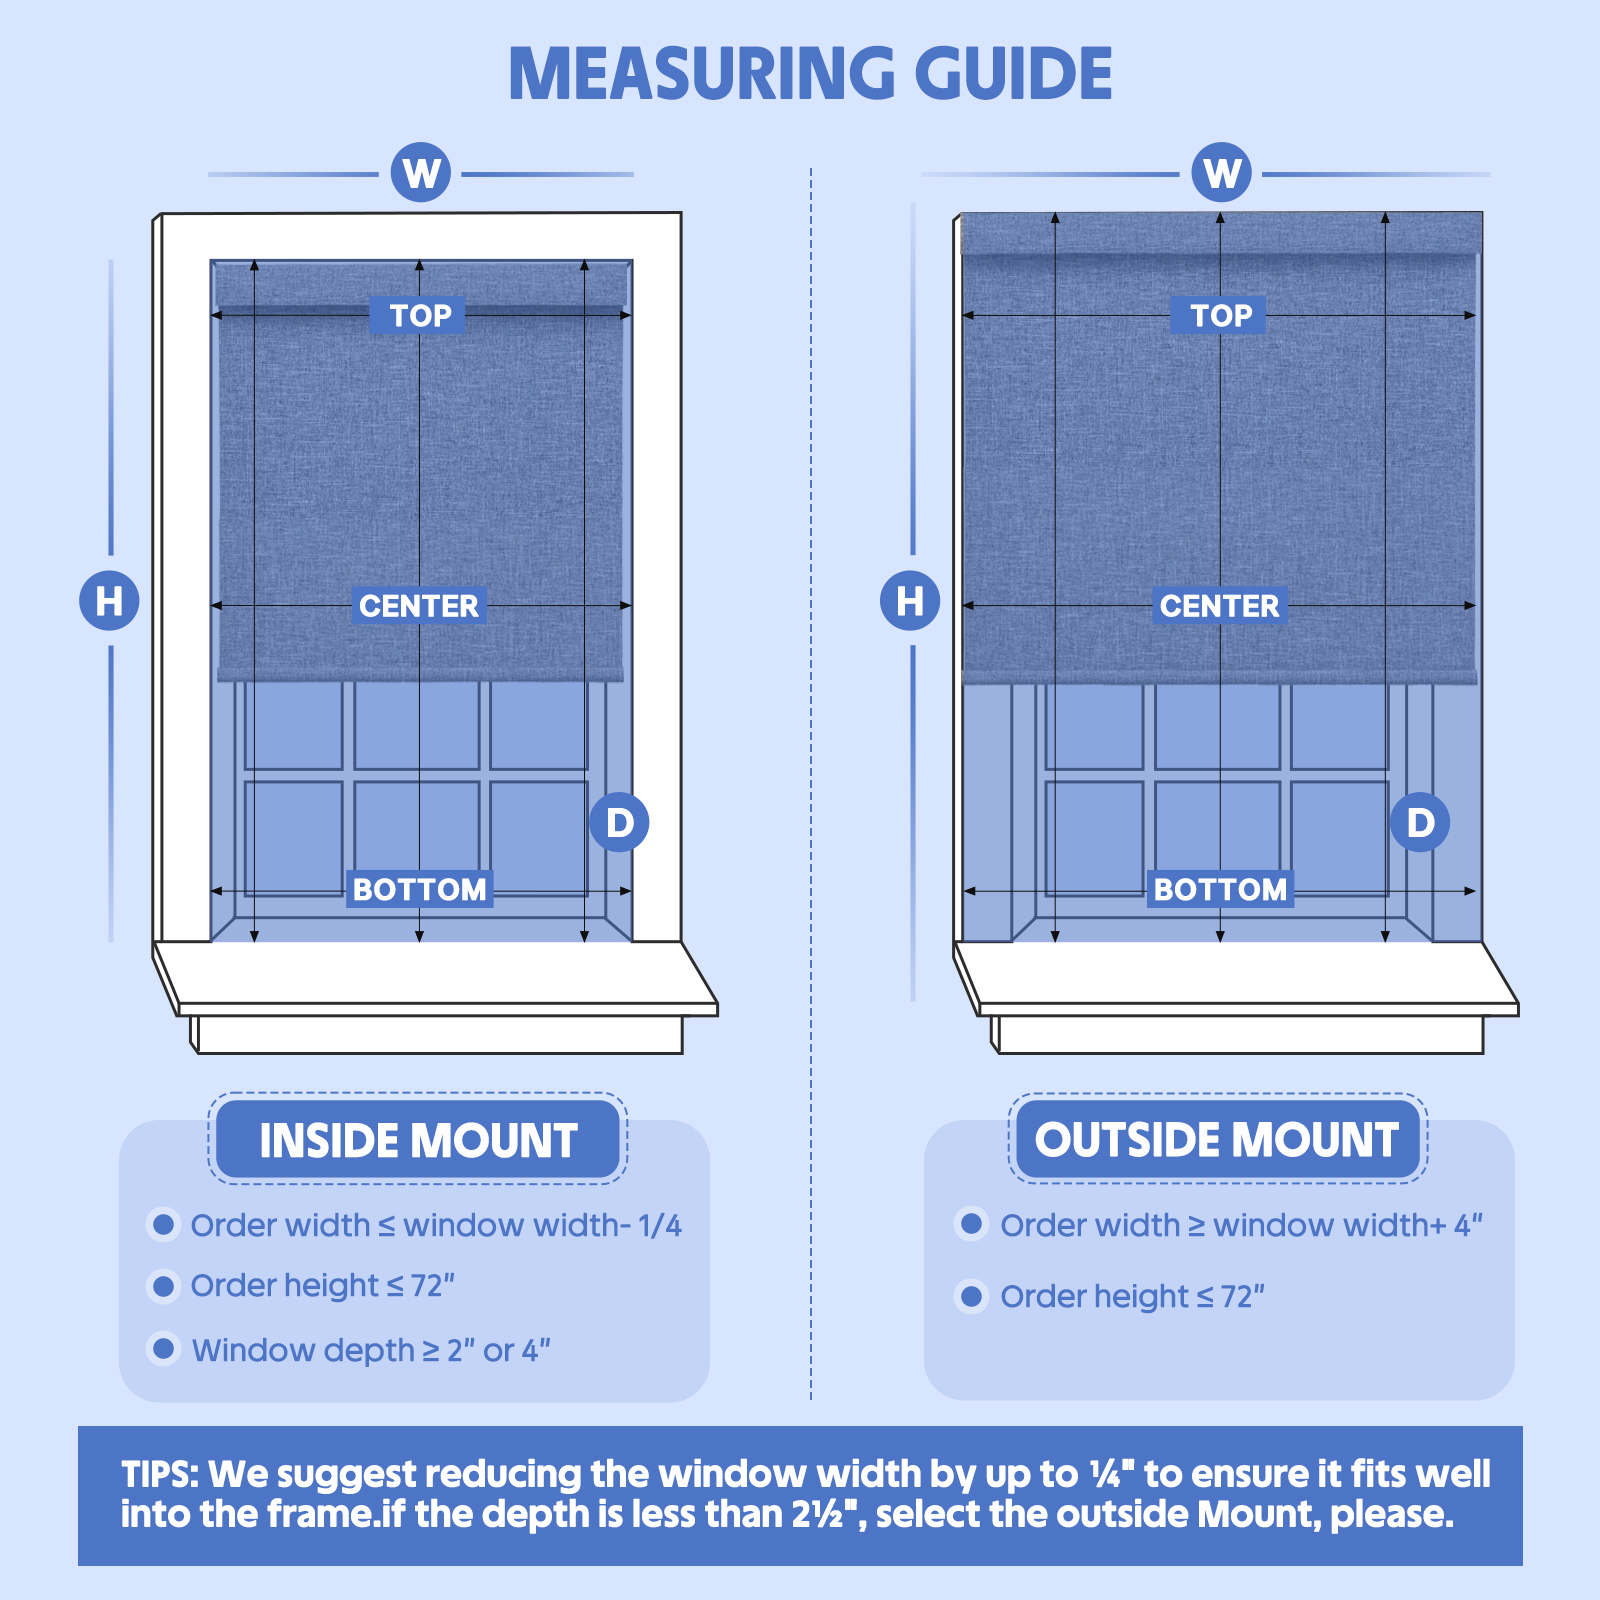 MEASURING GUIDE
W
W
TOP
TOP
H
CENTER
H
CENTER
D
D
BOTTOM
BOTTOM
INSIDE MOUNT
Order width ≤ window width- 1/4
Order height ≤ 72"
Window depth ≥ 2" or 4"
OUTSIDE MOUNT
Order width ≥ window width+ 4"
Order height ≤ 72"
TIPS: We suggest reducing the window width by up to ¼" to ensure it fits well
into the frame.if the depth is less than 2½", select the outside Mount, please.